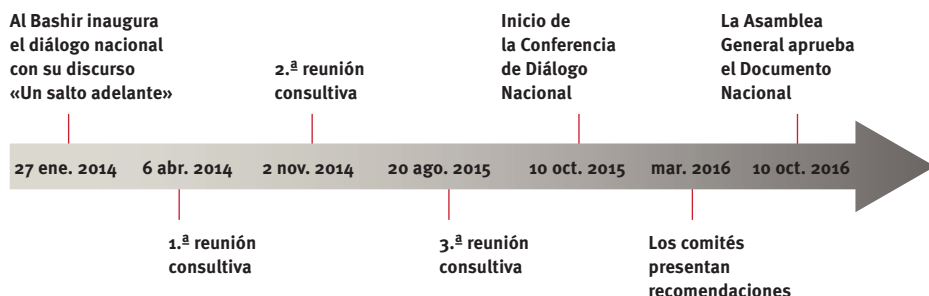 Al Bashir inaugura
el diálogo nacional
con su discurso
«Un salto adelante»
2.ª reunión
consultiva
Inicio de
la Conferencia
de Diálogo
Nacional
La Asamblea
General aprueba
el Documento
Nacional
27 ene. 2014 6 abr. 2014 2 nov. 2014 20 ago. 2015 10 oct. 2015 mar. 2016 10 oct. 2016
1.ª reunión
consultiva
3.ª reunión
consultiva
Los comités
presentan
recomendaciones